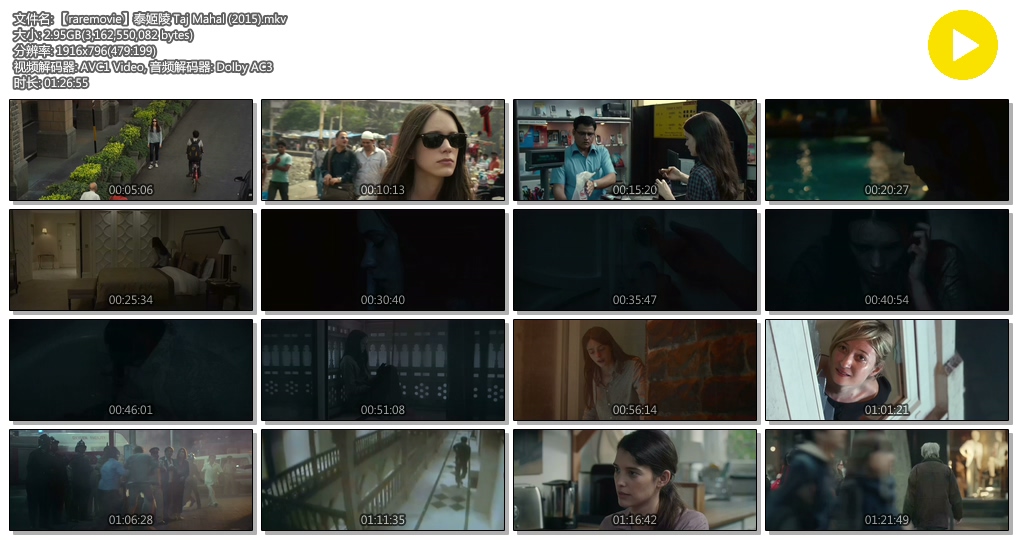 文件名: 【raremovie】泰姬陵 Taj Mahal (2015).mkv
大小: 2.95GB(3,162,550,082 bytes)
分辨率: 1916x796(479:199)
视频解码器: AVC1 Video, 音频解码器: Dolby AC3
时长: 01:26:55
00:05:06 00:10:13 00:15:20 00:20:27
00:25:34 00:30:40 00:35:47 00:40:54
00:46:01 00:51:08 00:56:14 01:01:21
01:06:28 01:11:35 01:16:42 01:21:49